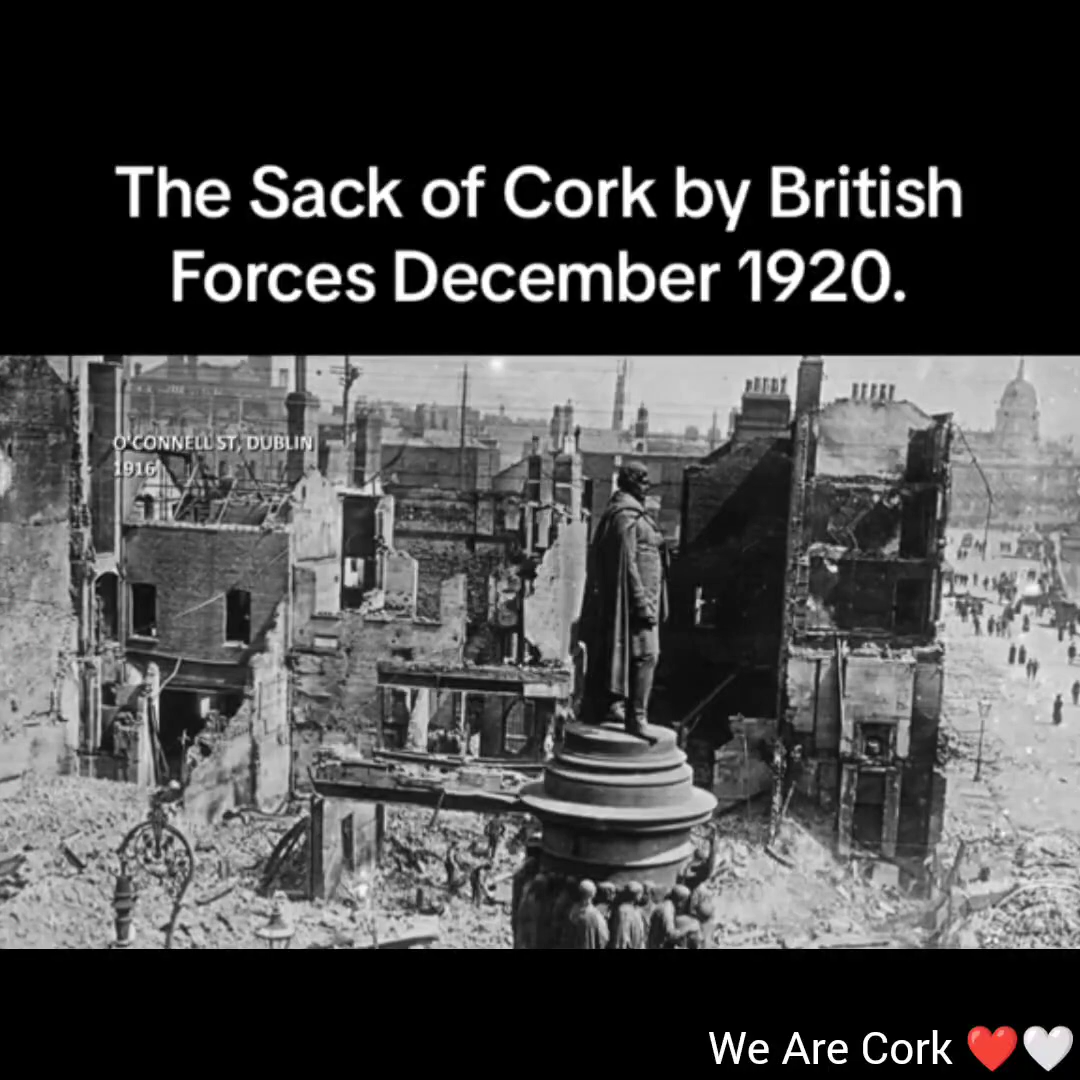 The Sack of Cork by British
Forces December 1920.
O'CONNELL ST, DUBLIN
1916
We Are Cork ❤️🤍